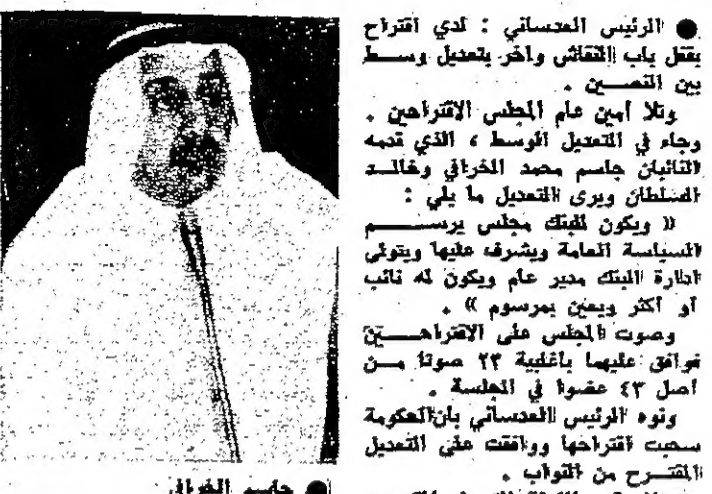 ● الرئيس العدساني : لدي اقتراح
بقفل باب النقاش وآخر بتعديل وسط
بين النصين .
وتلا أمين عام المجلس الاقتراحين .
وجاء في التعديل الوسط ، الذي قدمه
النائبان جاسم محمد الخرافي وخالد
السلطان ويرى التعديل ما يلي :
« ويكون للبنك مجلس يرسم
السياسة العامة ويشرف عليها ويتولى
ادارة البنك مدير عام ويكون له نائب
أو أكثر ويعين بمرسوم » .
وصوت المجلس على الاقتراحين
فوافق عليهما بأغلبية ٢٣ صوتا من
أصل ٤٣ عضوا في الجلسة .
ونوه الرئيس العدساني بأن الحكومة
سحبت اقتراحها ووافقت على التعديل
المقترح من النواب .
● جاسم الخرافي